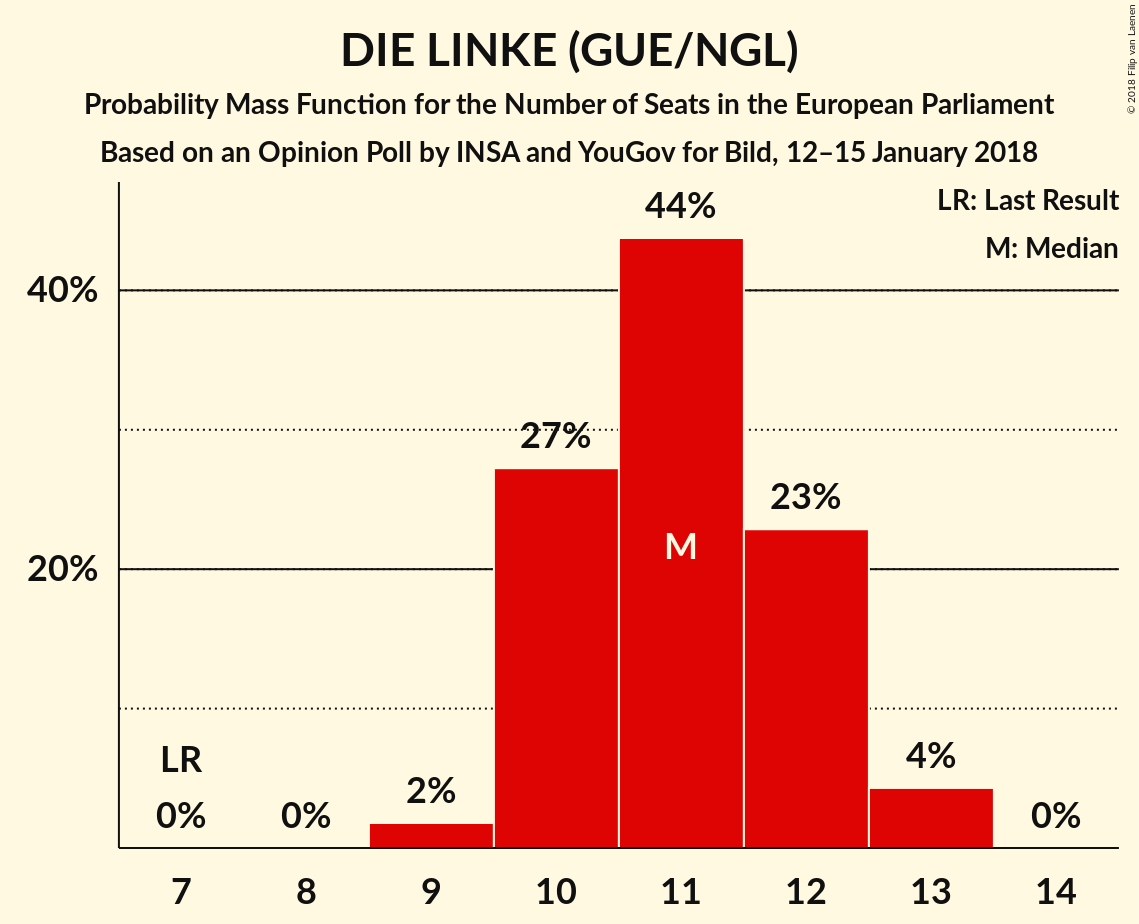 DIE LINKE (GUE/NGL)
Probability Mass Function for the Number of Seats in the European Parliament
Based on an Opinion Poll by INSA and YouGov for Bild, 12–15 January 2018
© 2018 Filip van Laenen
LR: Last Result
M: Median
44%
40%
27%
23%
M
20%
LR
4%
2%
0%
0%
0%
7 8 9 10 11 12 13 14